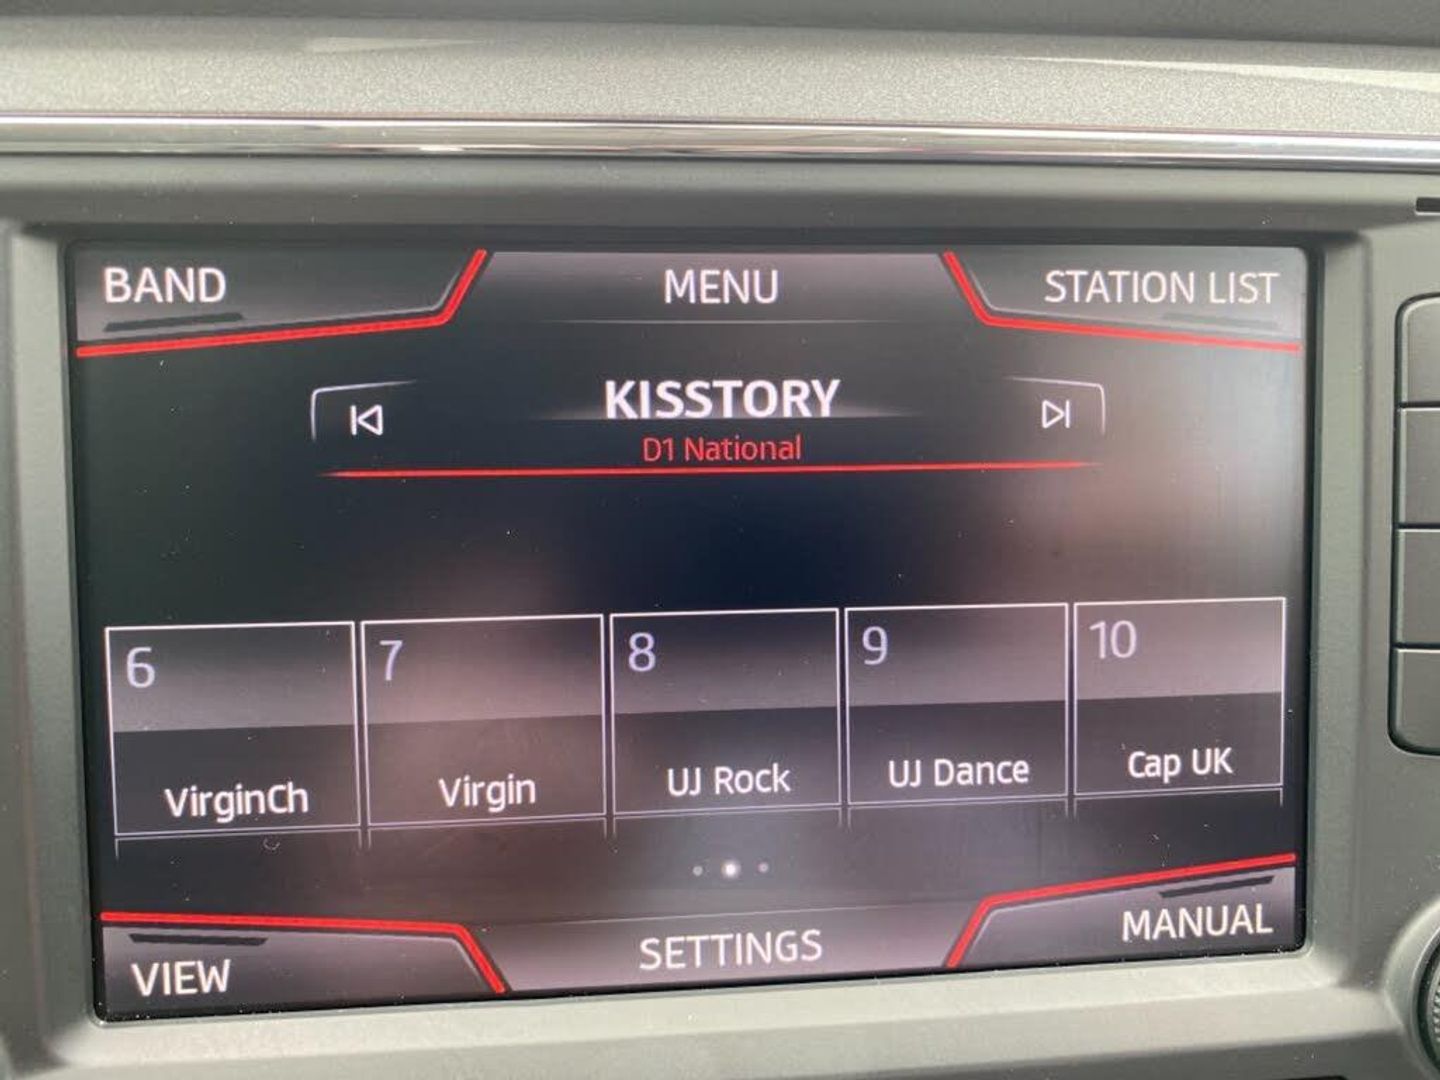 BAND
MENU
STATION LIST
KISSTORY
D1 National
6
7
8
9
10
VirginCh
Virgin
UJ Rock
UJ Dance
Cap UK
VIEW
SETTINGS
MANUAL